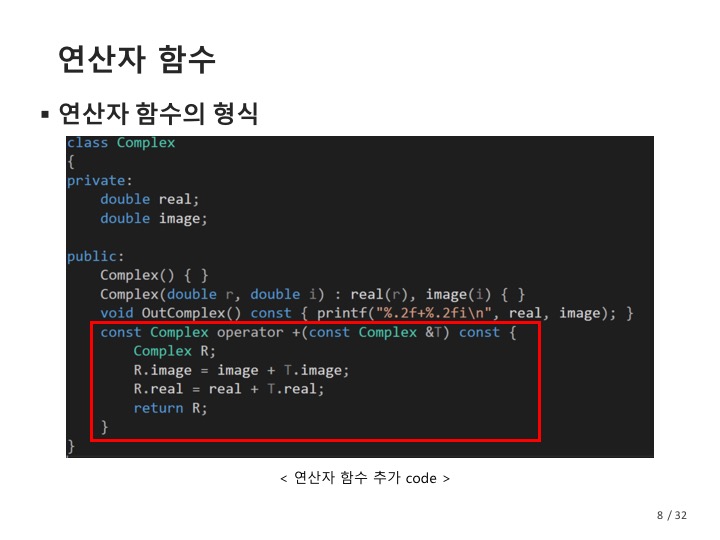 연산자 함수
▪ 연산자 함수의 형식
class Complex
{
private:
    double real;
    double image;

public:
    Complex() { }
    Complex(double r, double i) : real(r), image(i) { }
    void OutComplex() const { printf("%.2f+%.2fi\n", real, image); }
    const Complex operator +(const Complex &T) const {
        Complex R;
        R.image = image + T.image;
        R.real = real + T.real;
        return R;
    }
}
< 연산자 함수 추가 code >
8 / 32